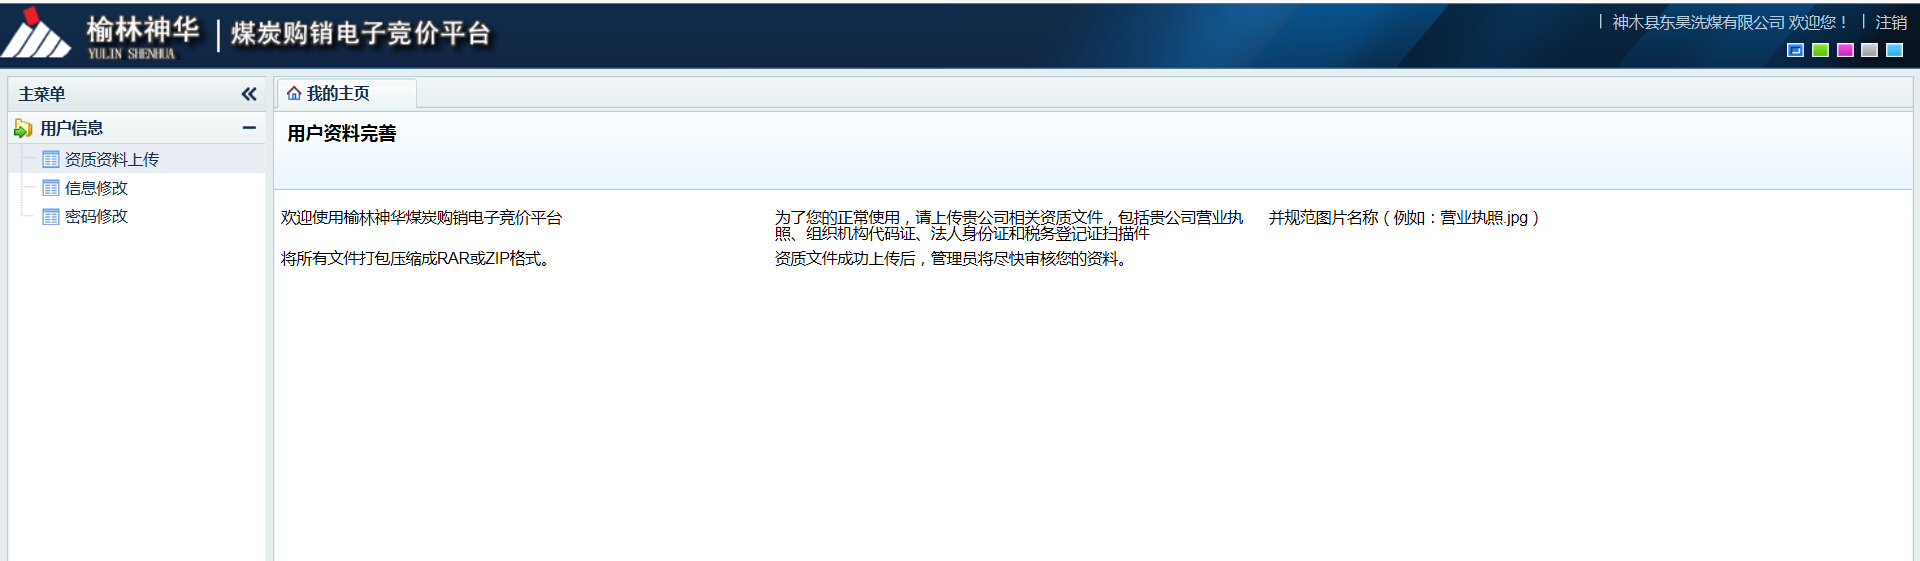 榆林神华
YULIN SHENHUA
煤炭购销电子竞价平台
神木县东昊洗煤有限公司 欢迎您！
注销
主菜单
用户信息
资质资料上传
信息修改
密码修改
我的主页
用户资料完善
欢迎使用榆林神华煤炭购销电子竞价平台
为了您的正常使用，请上传贵公司相关资质文件，包括贵公司营业执
照、组织机构代码证、法人身份证和税务登记证扫描件
并规范图片名称（例如：营业执照.jpg）
将所有文件打包压缩成RAR或ZIP格式。
资质文件成功上传后，管理员将尽快审核您的资料。